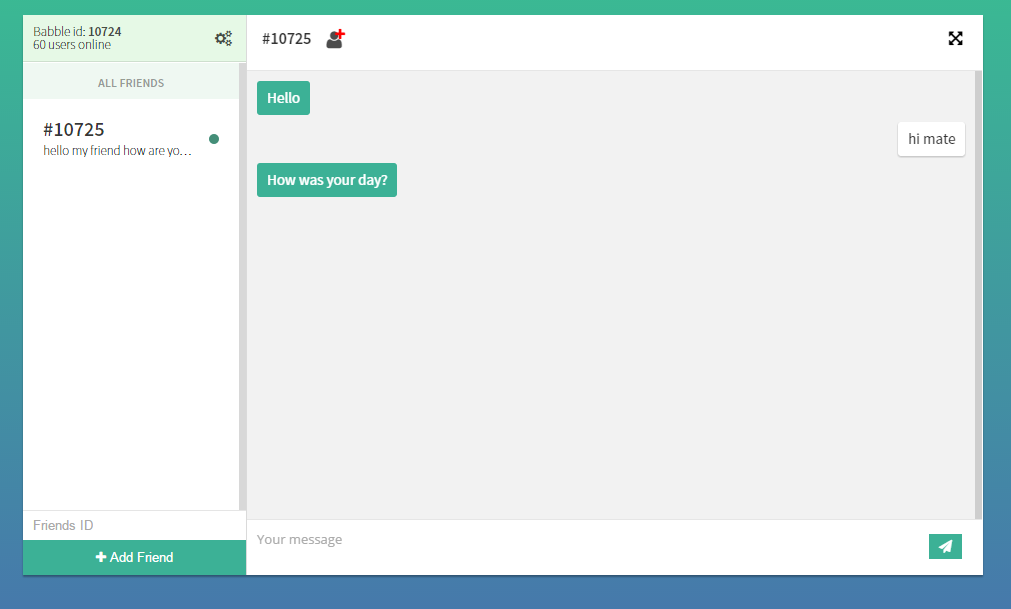 Babble id: 10724
60 users online
ALL FRIENDS
#10725
hello my friend how are yo...
Friends ID
Add Friend
#10725
Hello
hi mate
How was your day?
Your message